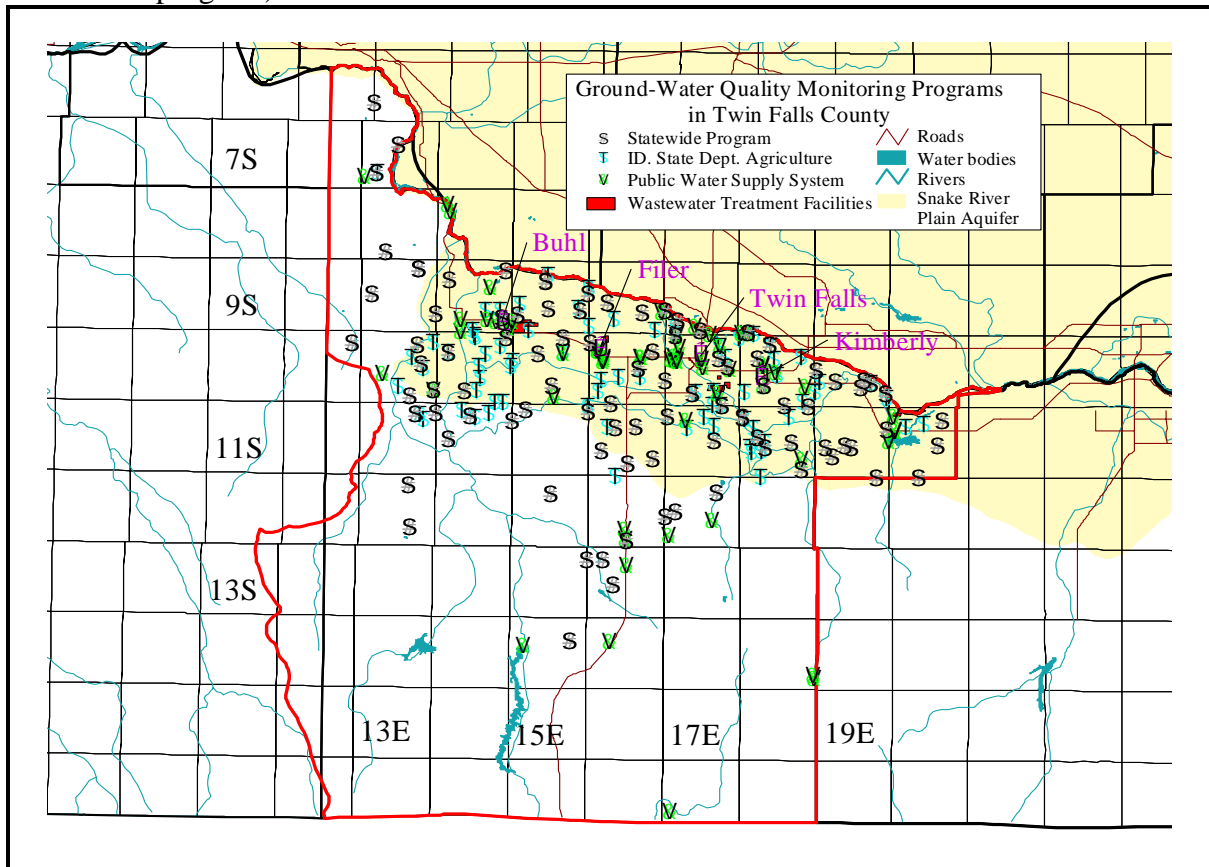 Ground-Water Quality Monitoring Programs
in Twin Falls County
S Statewide Program
T ID. State Dept. Agriculture
V Public Water Supply System
Wastewater Treatment Facilities
Roads
Water bodies
Rivers
Snake River
Plain Aquifer
7S
Buhl
Filer
9S
Twin Falls
Kimberly
11S
13S
13E
15E
17E
19E